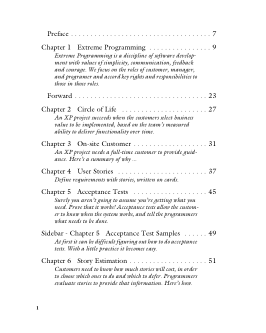 Preface . . . . . . . . . . . . . . . . . . . . . . . . . . . . . . 7
Chapter 1 Extreme Programming . . . . . . . . . . . . . 9
Extreme Programming is a discipline of software develop-
ment with values of simplicity, communication, feedback
and courage. We focus on the roles of customer, manager,
and programer and accord key rights and responsibilities to
those in those roles.
Forward . . . . . . . . . . . . . . . . . . . . . . . . . . . . . 23
Chapter 2 Circle of Life . . . . . . . . . . . . . . . . . . . 27
An XP project succeeds when the customers select business
value to be implemented, based on the team's measured
ability to deliver functionality over time.
Chapter 3 On-site Customer . . . . . . . . . . . . . . . . 31
An XP project needs a full-time customer to provide guid-
ance. Here's a summary of why ..
Chapter 4 User Stories . . . . . . . . . . . . . . . . . . . . 37
Define requirements with stories, written on cards.
Chapter 5 Acceptance Tests . . . . . . . . . . . . . . . . 45
Surely you aren't going to assume you're getting what you
need. Prove that it works! Acceptance tests allow the custom-
er to know when the system works, and tell the programmers
what needs to be done.
Sidebar - Chapter 5 Acceptance Test Samples . . . . 49
At first it can be difficult figuring out how to do acceptance
tests. With a little practice it becomes easy.
Chapter 6 Story Estimation . . . . . . . . . . . . . . . . . 51
Customers need to know how much stories will cost, in order
to choose which ones to do and which to defer. Programmers
evaluate stories to provide that information. Here's how.
1